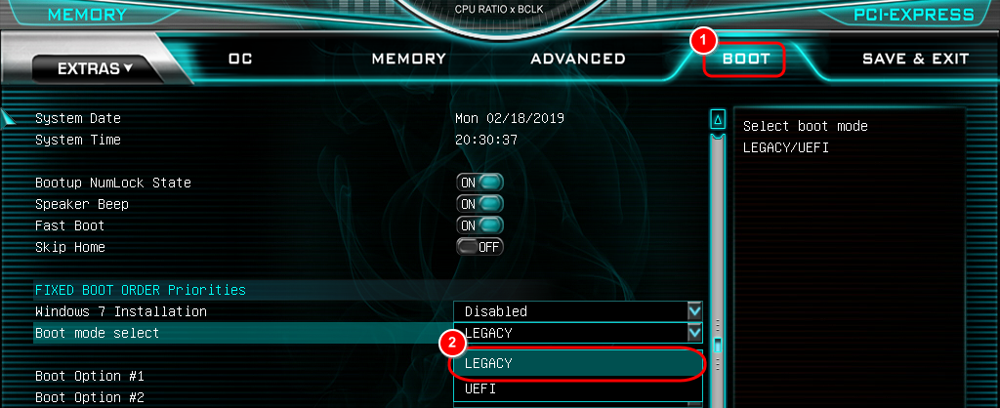 CPU RATIO x BCLK
MEMORY
PCI-EXPRESS
EXTRAS
OC
MEMORY
ADVANCED
1
BOOT
SAVE & EXIT
System Date Mon 02/18/2019
System Time 20:30:37
Bootup NumLock State ON
Speaker Beep ON
Fast Boot ON
Skip Home OFF
FIXED BOOT ORDER Priorities
Windows 7 Installation Disabled
Boot mode select LEGACY
2
LEGACY
UEFI
Boot Option #1
Boot Option #2
Select boot mode
LEGACY/UEFI